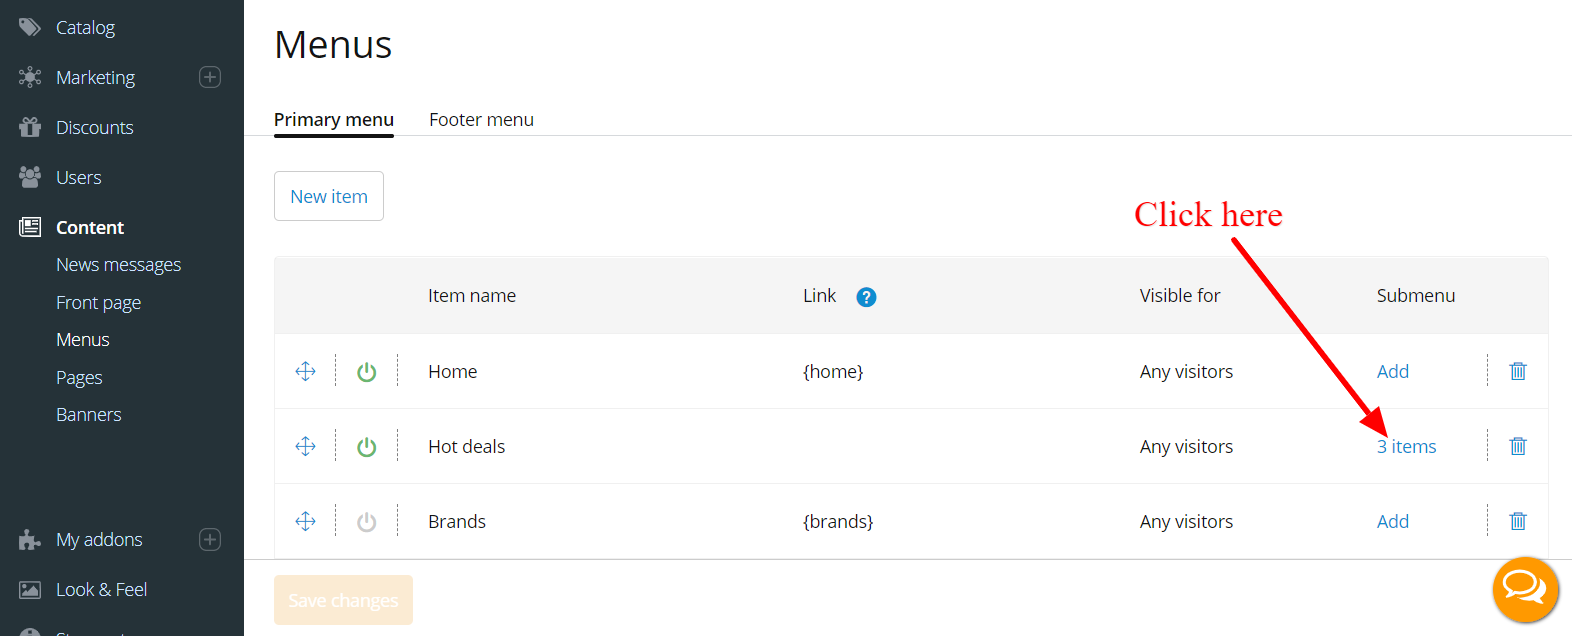 Catalog
Marketing
Discounts
Users
Content
News messages
Front page
Menus
Pages
Banners
My addons
Look & Feel
Menus
Primary menu Footer menu
New item
Click here
Item name Link ? Visible for Submenu
Home {home} Any visitors Add
Hot deals Any visitors 3 items
Brands {brands} Any visitors Add
Save changes